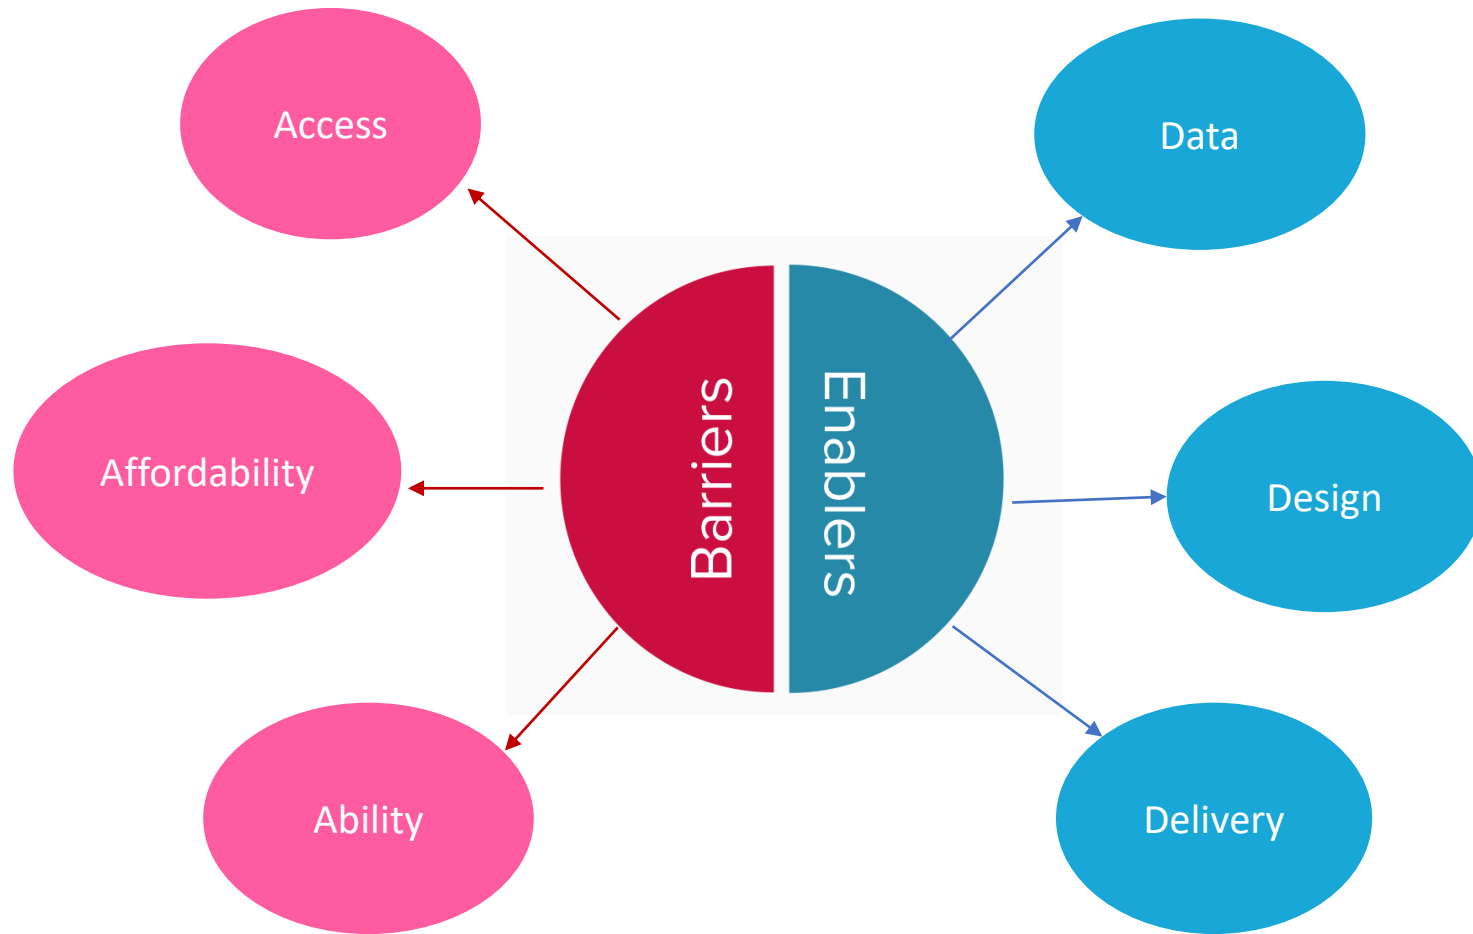 Access
Data
Barriers
Enablers
Affordability
Design
Ability
Delivery